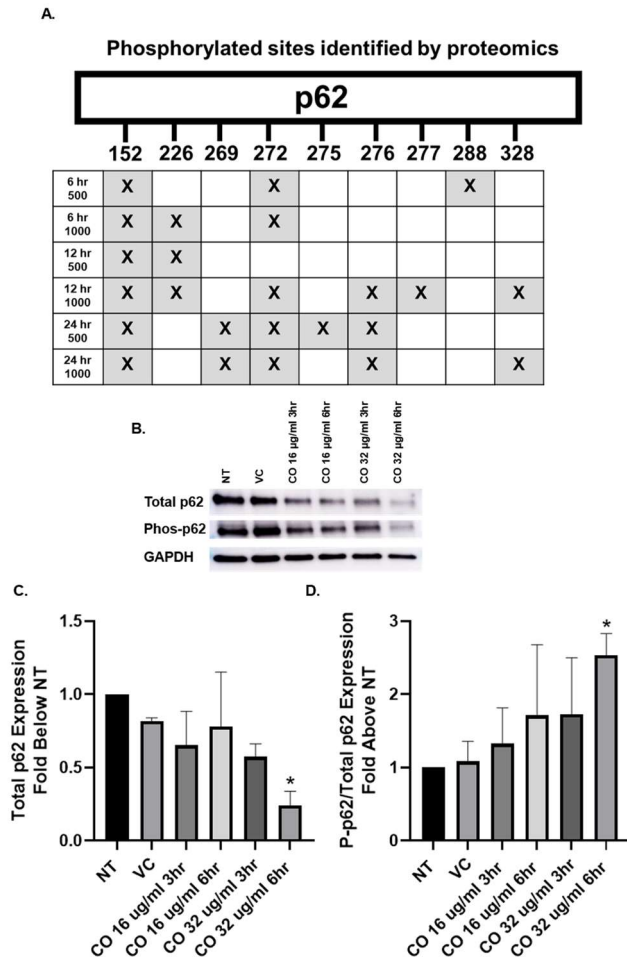 A.
Phosphorylated sites identified by proteomics
p62
152 226 269 272 275 276 277 288 328
6 hr
500
X X X
6 hr
1000
X X X
12 hr
500
X X
12 hr
1000
X X X X X X
24 hr
500
X X X X X
24 hr
1000
X X X X X
B.
NT
VC
CO 16 µg/ml 3hr
CO 16 µg/ml 6hr
CO 32 µg/ml 3hr
CO 32 µg/ml 6hr
Total p62
Phos-p62
GAPDH
C.
Total p62 Expression
Fold Below NT
1.5
1.0
0.5
0.0
*
NT
VC
CO 16 ug/ml 3hr
CO 16 ug/ml 6hr
CO 32 ug/ml 3hr
CO 32 ug/ml 6hr
D.
P-p62/Total p62 Expression
Fold Above NT
3
2
1
0
*
NT
VC
CO 16 ug/ml 3hr
CO 16 ug/ml 6hr
CO 32 ug/ml 3hr
CO 32 ug/ml 6hr